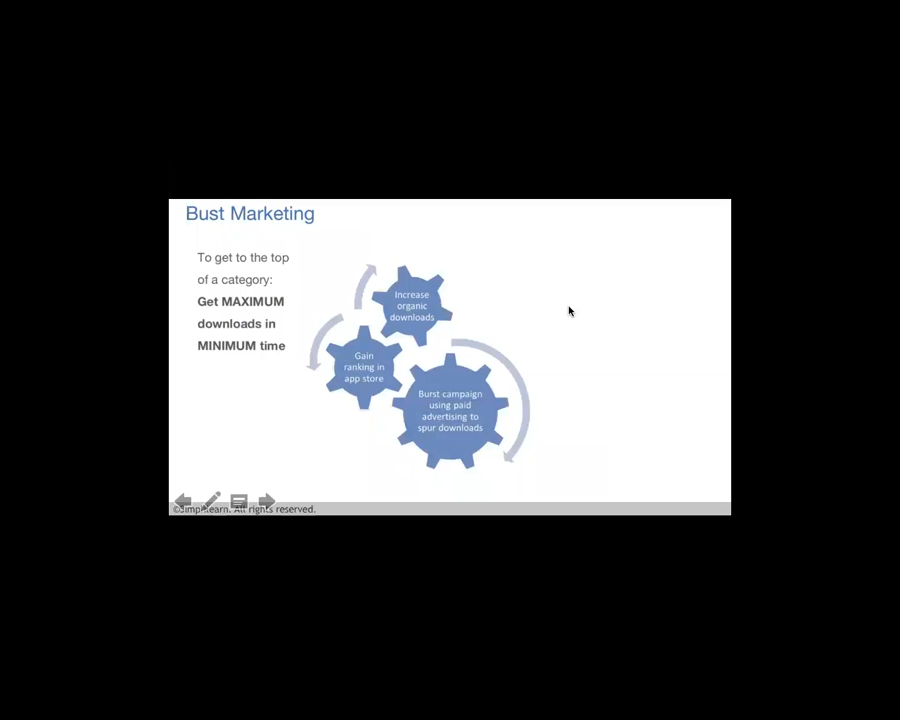 Bust Marketing
To get to the top
of a category:
Get MAXIMUM
downloads in
MINIMUM time
Increase
organic
downloads
Gain
ranking in
app store
Burst campaign
using paid
advertising to
spur downloads
©Simplilearn. All rights reserved.